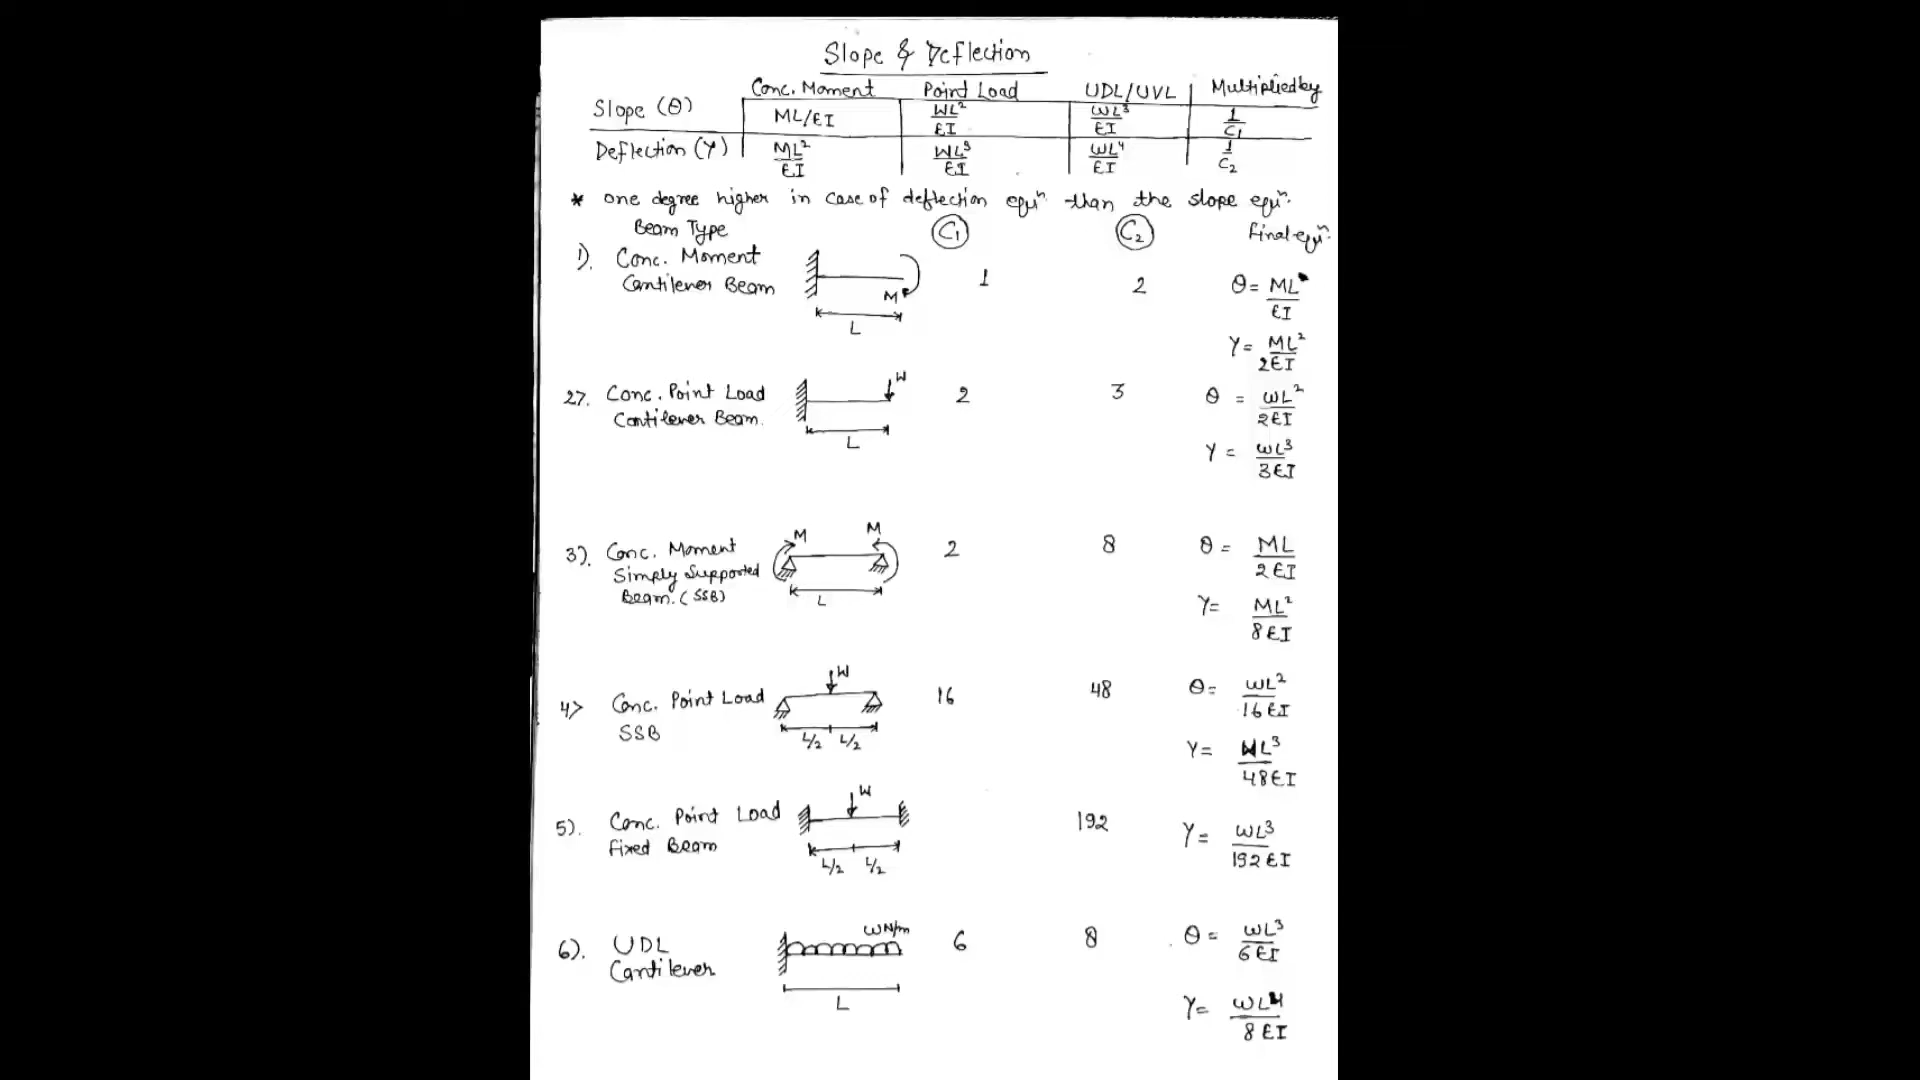 Slope & Deflection
Conc. Moment Point Load UDL/UVL Multiplied by
Slope (θ) ML/EI WL²/EI WL³/EI 1/C₁
Deflection (Y) ML²/EI WL³/EI WL⁴/EI 1/C₂
* one degree higher in case of deflection equⁿ than the slope equⁿ.
Beam Type C₁ C₂ final equⁿ.
1). Conc. Moment
Cantilever Beam M L 1 2 θ = ML/EI
Y = ML²/2EI
2). Conc. Point Load
Cantilever Beam. W L 2 3 θ = WL²/2EI
Y = WL³/3EI
3). Conc. Moment
Simply Supported
Beam. (SSB) M M L 2 8 θ = ML/2EI
Y = ML²/8EI
4) Conc. Point Load
SSB W L/2 L/2 16 48 θ = WL²/16EI
Y = WL³/48EI
5). Conc. Point Load
fixed Beam W L/2 L/2 192 Y = WL³/192EI
6). UDL
Cantilever WN/m L 6 8 θ = WL³/6EI
Y = WL⁴/8EI